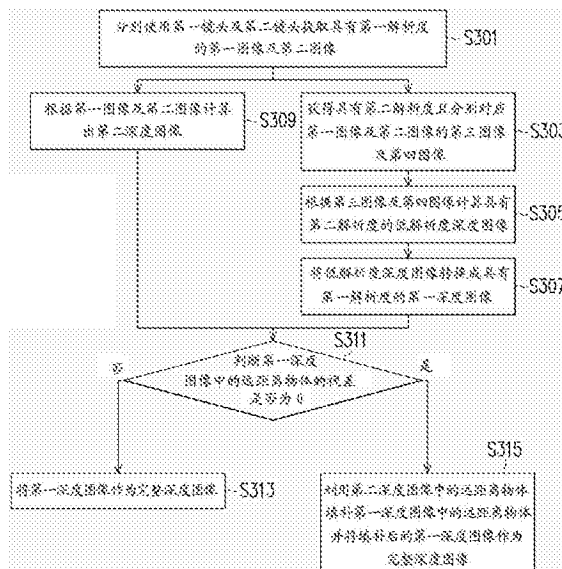 分别使用第一镜头及第二镜头获取具有第一解析度
的第一图像及第二图像
S301
根据第一图像及第二图像计算
出第二深度图像
S309
获得具有第二解析度且分别对应
第一图像及第二图像的第三图像
及第四图像
S303
根据第三图像及第四图像计算具有
第二解析度的低解析度深度图像
S305
将低解析度深度图像转换成具有
第一解析度的第一深度图像
S307
S311
判断第一深度
图像中的远距离物体的视差
是否为0
否
是
将第一深度图像作为完整深度图像
S313
S315
利用第二深度图像中的远距离物体
填补第一深度图像中的远距离物体
并将填补后的第一深度图像作为
完整深度图像